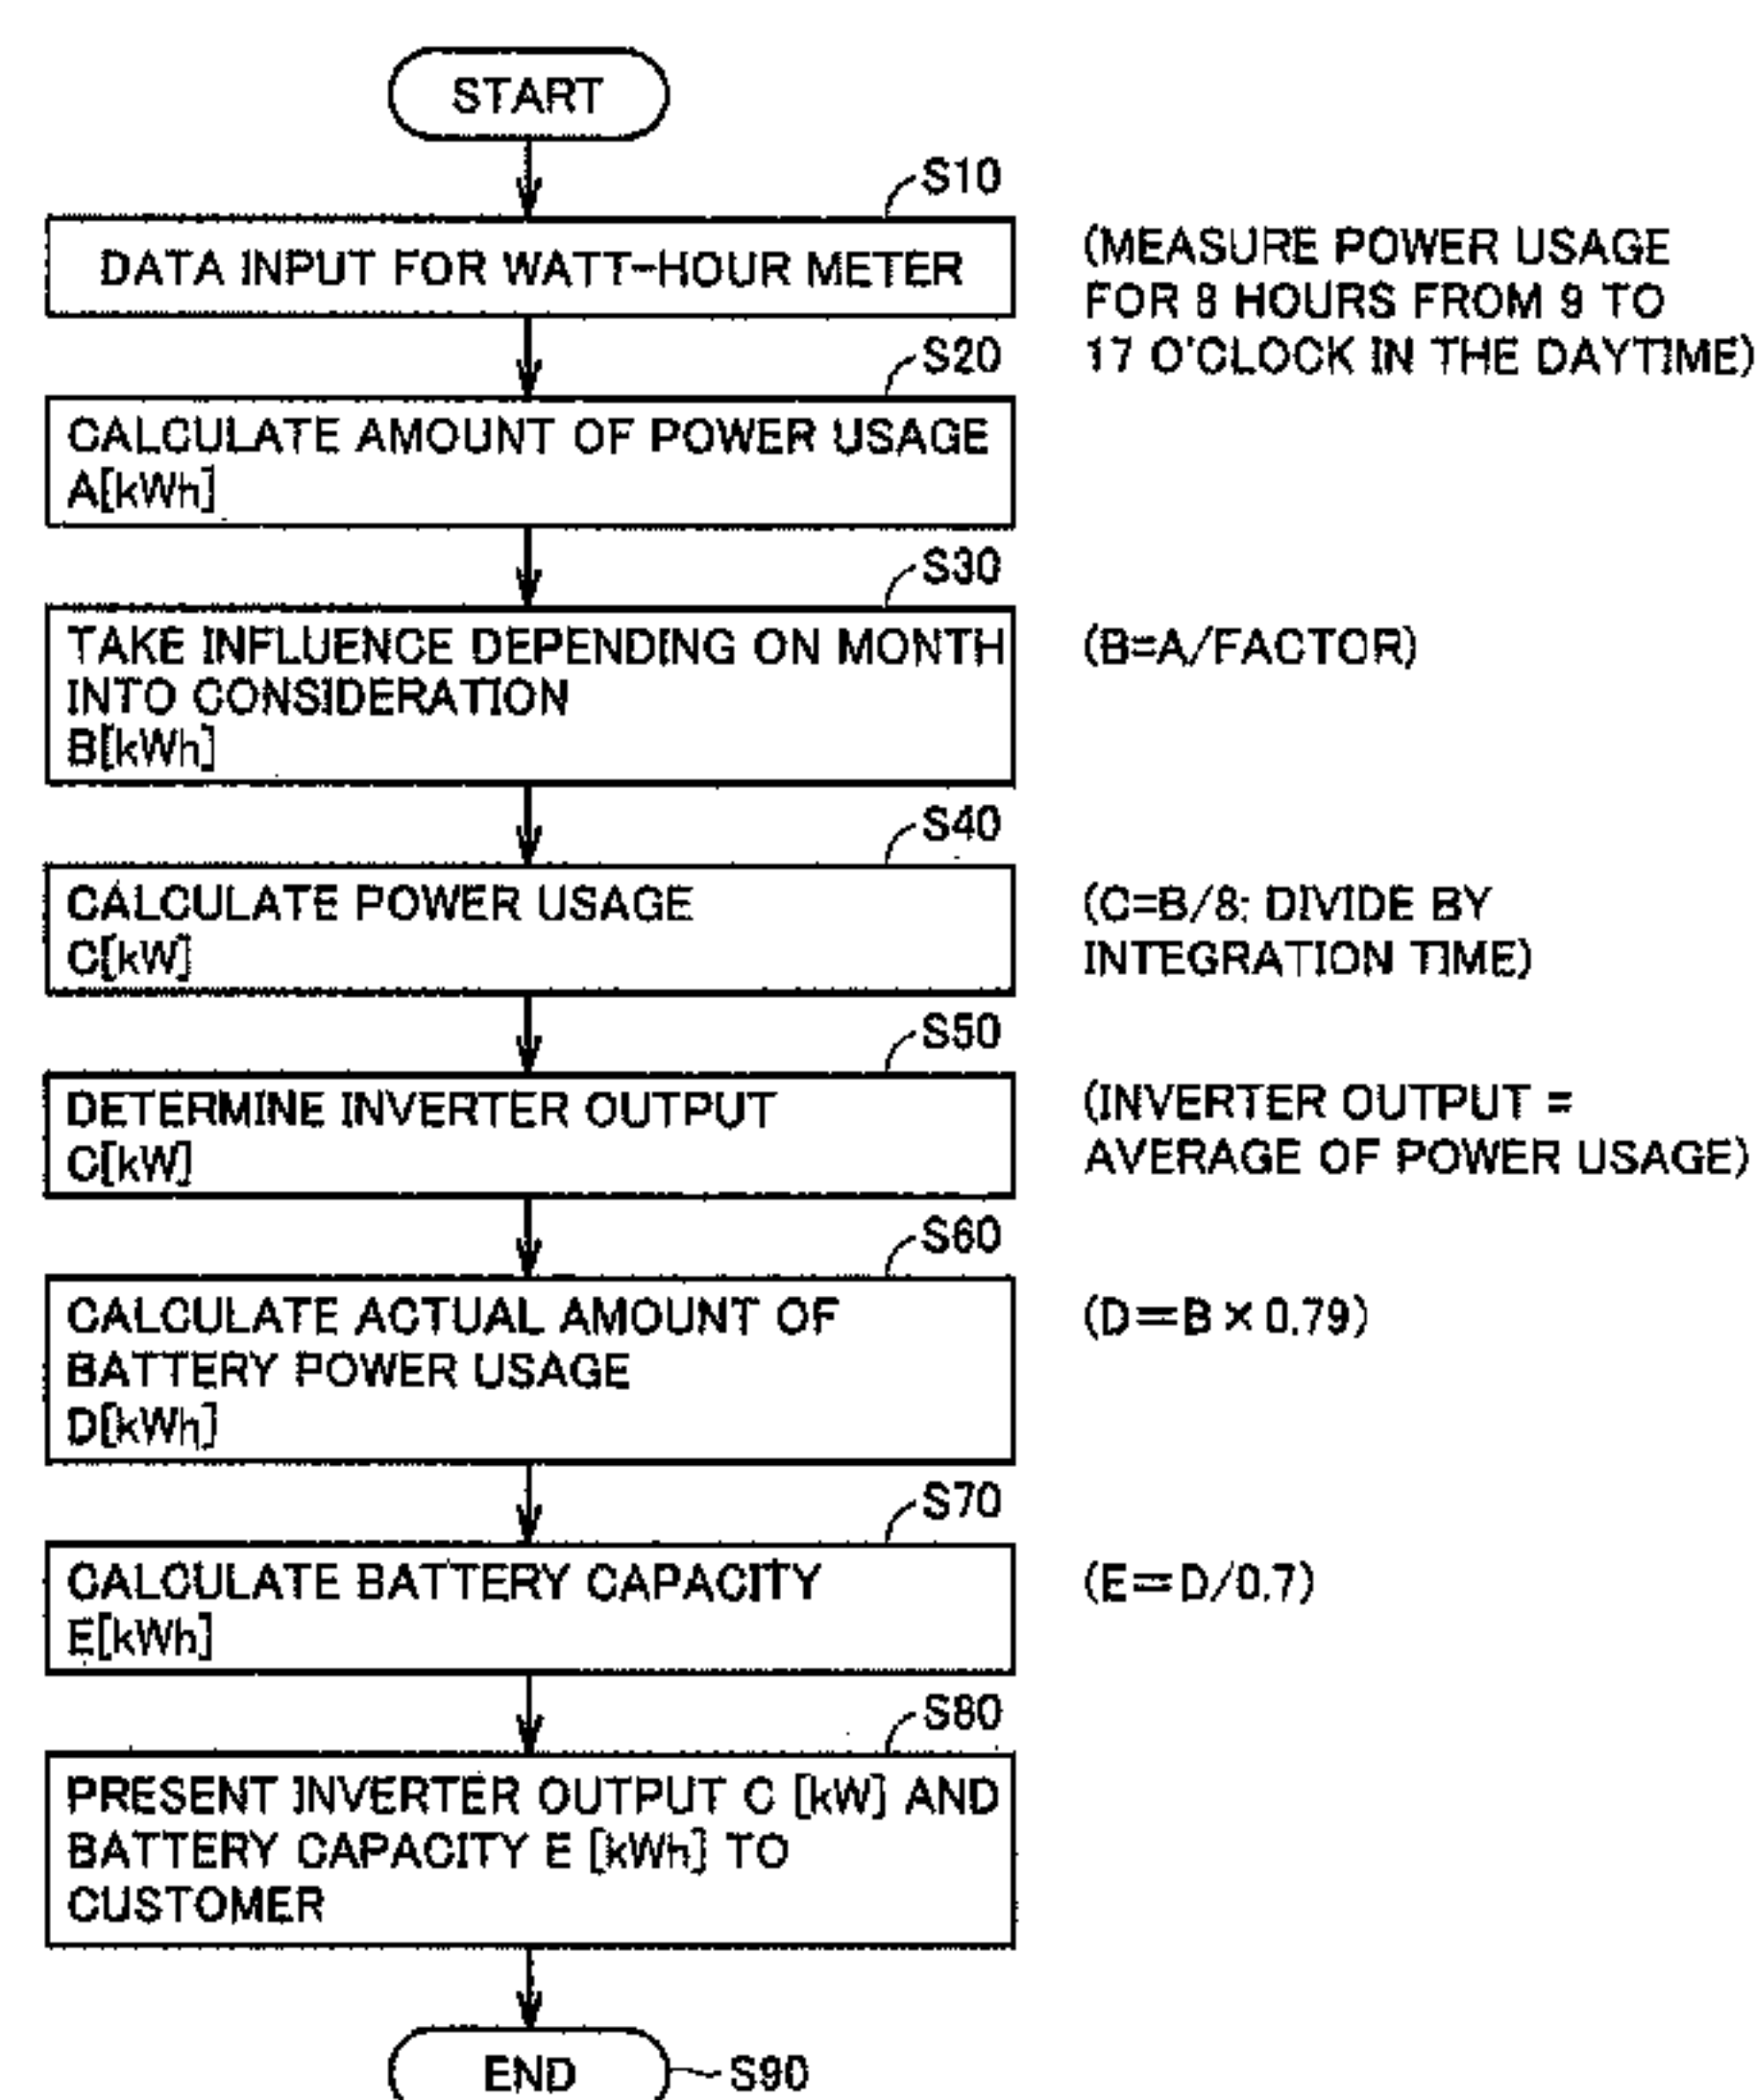 START
S10
DATA INPUT FOR WATT-HOUR METER
(MEASURE POWER USAGE
FOR 8 HOURS FROM 9 TO
17 O'CLOCK IN THE DAYTIME)
S20
CALCULATE AMOUNT OF POWER USAGE
A[kWh]
S30
TAKE INFLUENCE DEPENDING ON MONTH
INTO CONSIDERATION
B[kWh]
(B=A/FACTOR)
S40
CALCULATE POWER USAGE
C[kW]
(C=B/8: DIVIDE BY
INTEGRATION TIME)
S50
DETERMINE INVERTER OUTPUT
C[kW]
(INVERTER OUTPUT =
AVERAGE OF POWER USAGE)
S60
CALCULATE ACTUAL AMOUNT OF
BATTERY POWER USAGE
D[kWh]
(D=B×0.79)
S70
CALCULATE BATTERY CAPACITY
E[kWh]
(E=D/0.7)
S80
PRESENT INVERTER OUTPUT C [kW] AND
BATTERY CAPACITY E [kWh] TO
CUSTOMER
END
S90